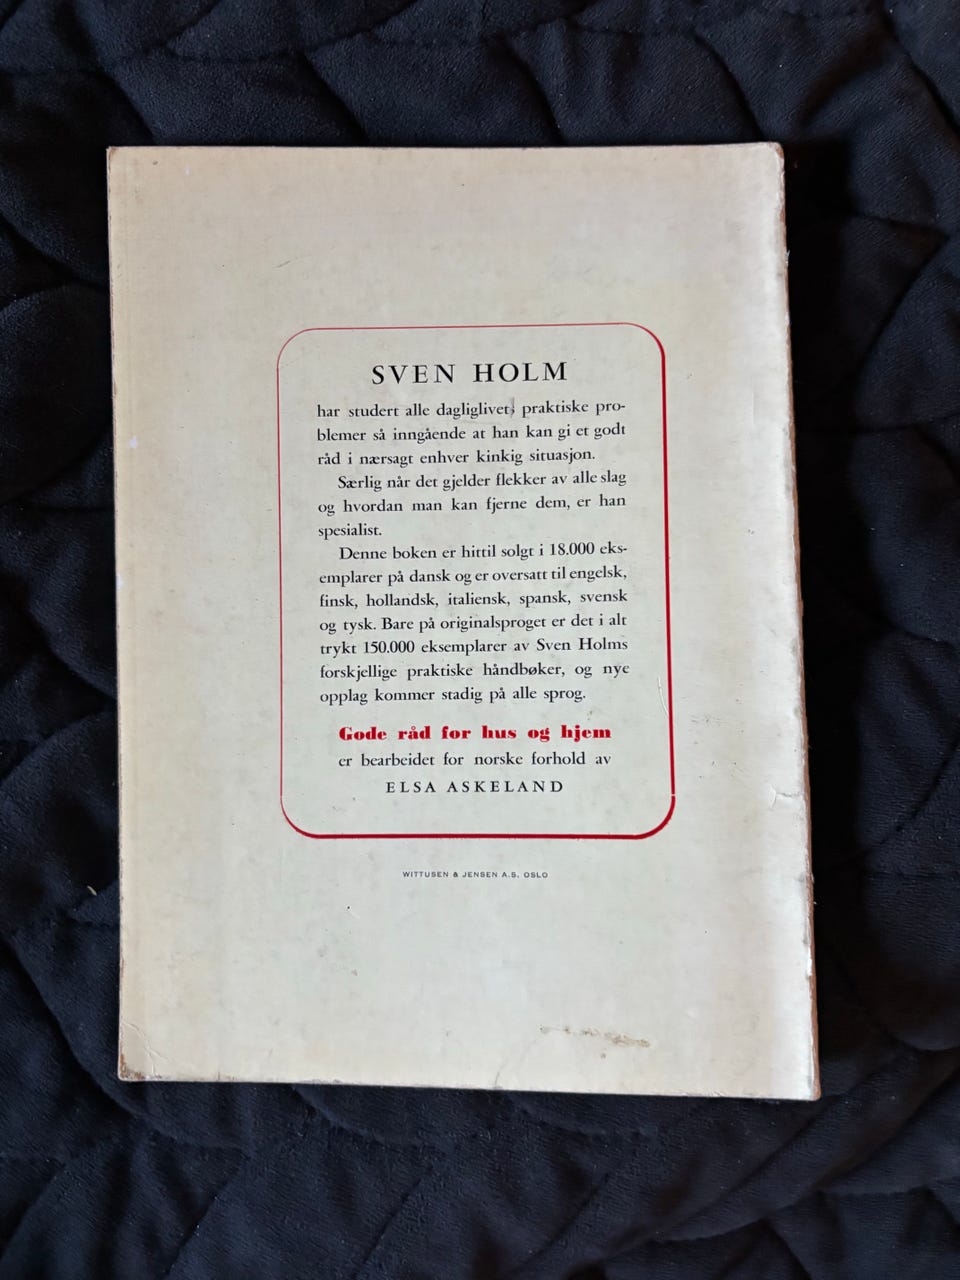 SVEN HOLM
har studert alle dagliglivets praktiske pro-
blemer så inngående at han kan gi et godt
råd i nærsagt enhver kinkig situasjon.
Særlig når det gjelder flekker av alle slag
og hvordan man kan fjerne dem, er han
spesialist.
Denne boken er hittil solgt i 18.000 eks-
emplarer på dansk og er oversatt til engelsk,
finsk, hollandsk, italiensk, spansk, svensk
og tysk. Bare på originalsproget er det i alt
trykt 150.000 eksemplarer av Sven Holms
forskjellige praktiske håndbøker, og nye
opplag kommer stadig på alle sprog.
Gode råd for hus og hjem
er bearbeidet for norske forhold av
ELSA ASKELAND
WITTUSEN & JENSEN A.S. OSLO